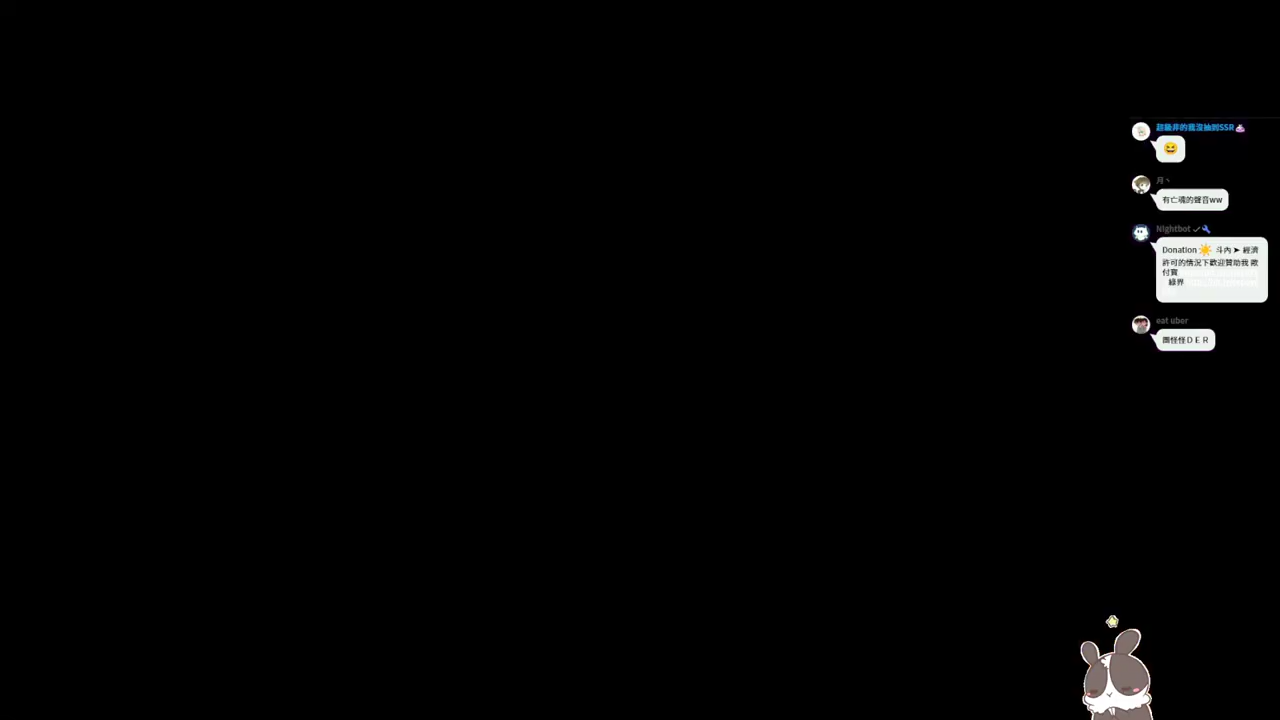 超級非的我沒抽到SSR
月丶
有亡魂的聲音ww
Nightbot
Donation 斗內 ➤ 經濟
許可的情況下歡迎贊助我 歐
付寶
綠界
eat uber
圑怪怪ＤＥＲ